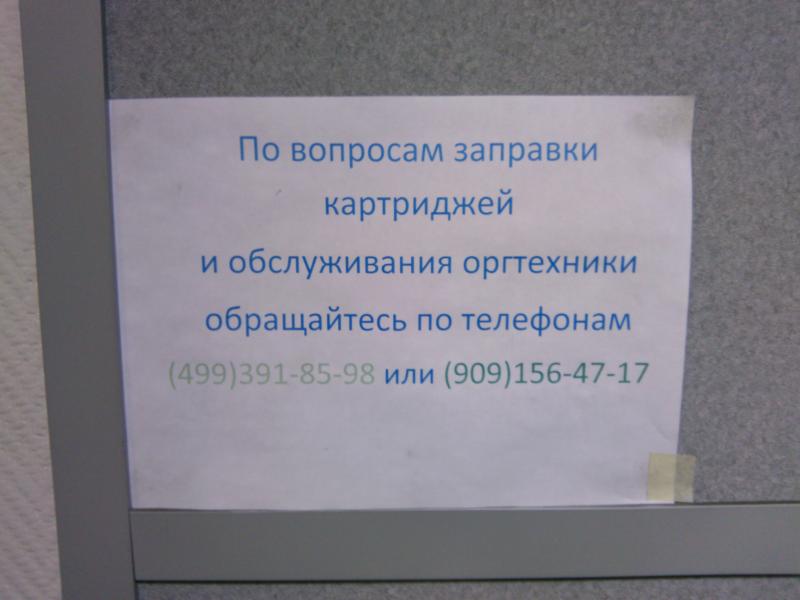 По вопросам заправки
картриджей
и обслуживания оргтехники
обращайтесь по телефонам
(499)391-85-98 или (909)156-47-17